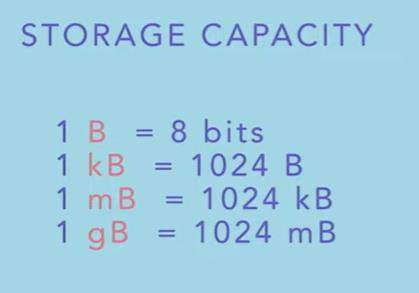 STORAGE CAPACITY
1 B = 8 bits
1 kB = 1024 B
1 mB = 1024 kB
1 gB = 1024 mB